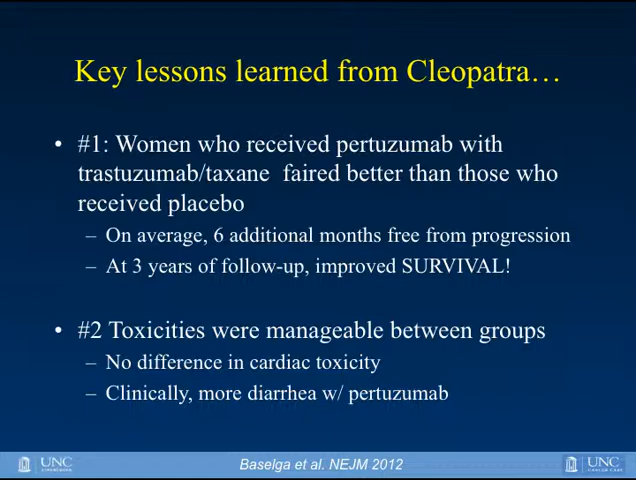 Key lessons learned from Cleopatra…
• #1: Women who received pertuzumab with
trastuzumab/taxane faired better than those who
received placebo
– On average, 6 additional months free from progression
– At 3 years of follow-up, improved SURVIVAL!
• #2 Toxicities were manageable between groups
– No difference in cardiac toxicity
– Clinically, more diarrhea w/ pertuzumab
UNC
Baselga et al. NEJM 2012
UNC